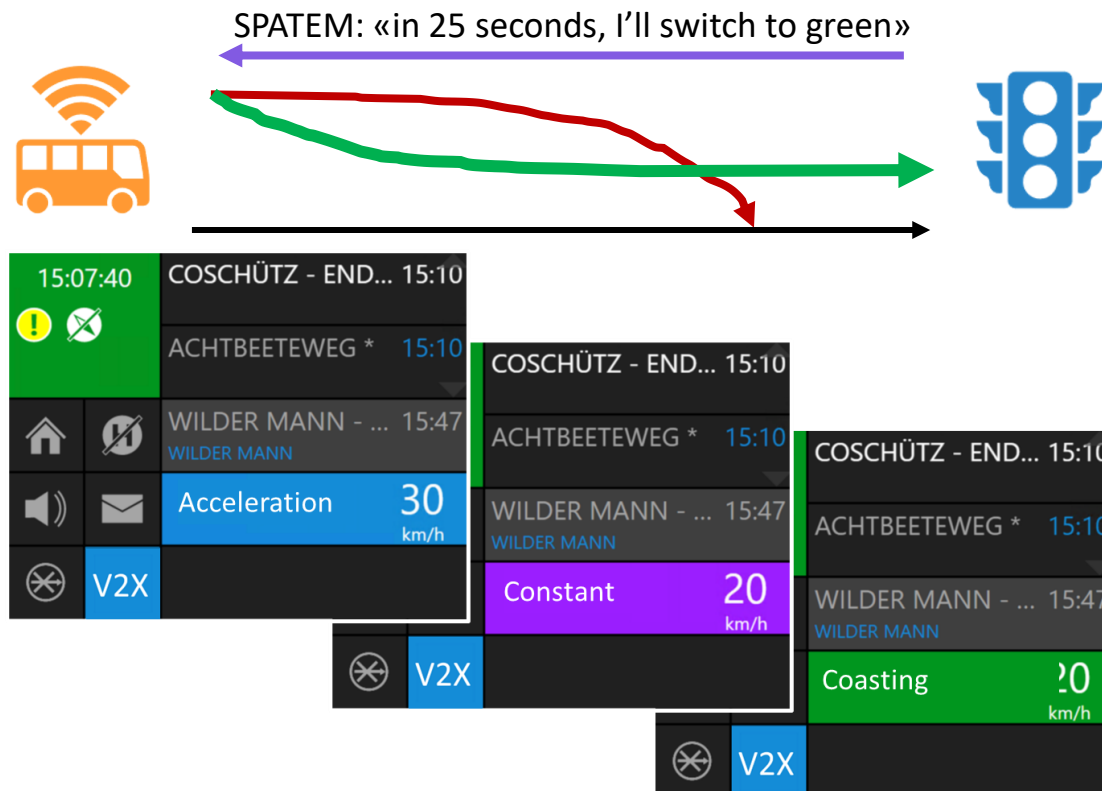 SPATEM: «in 25 seconds, I’ll switch to green»
15:07:40
COSCHÜTZ - END... 15:10
ACHTBEETEWEG * 15:10
WILDER MANN - ... 15:47
WILDER MANN
Acceleration 30
km/h
V2X
COSCHÜTZ - END... 15:10
ACHTBEETEWEG * 15:10
WILDER MANN - ... 15:47
WILDER MANN
Constant 20
km/h
V2X
COSCHÜTZ - END... 15:10
ACHTBEETEWEG * 15:10
WILDER MANN - ... 15:47
WILDER MANN
Coasting 20
km/h
V2X